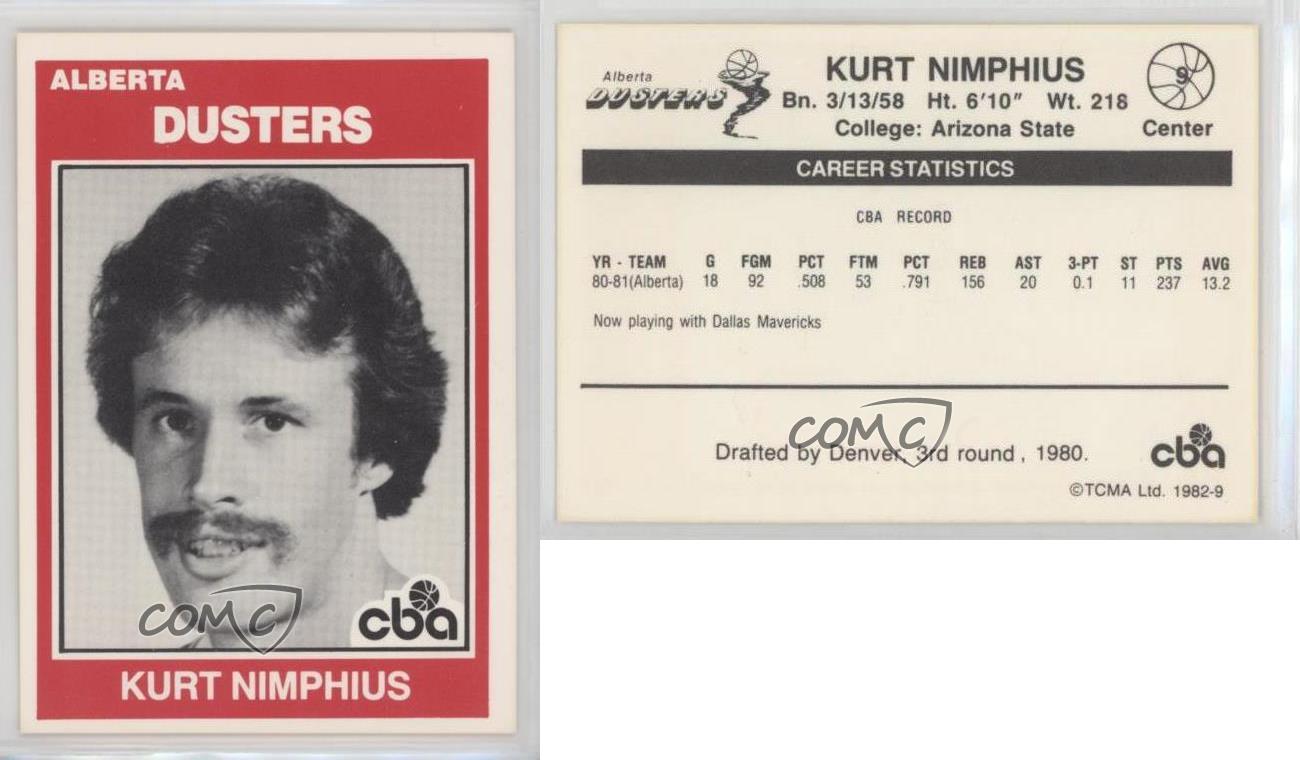 ALBERTA
DUSTERS
COMC
cba
KURT NIMPHIUS
Alberta
DUSTERS
KURT NIMPHIUS
Bn. 3/13/58 Ht. 6'10" Wt. 218
College: Arizona State
9
Center
CAREER STATISTICS
CBA RECORD
YR - TEAM G FGM PCT FTM PCT REB AST 3-PT ST PTS AVG
80-81(Alberta) 18 92 .508 53 .791 156 20 0.1 11 237 13.2
Now playing with Dallas Mavericks
COMC
Drafted by Denver, 3rd round , 1980.
cba
©TCMA Ltd. 1982-9